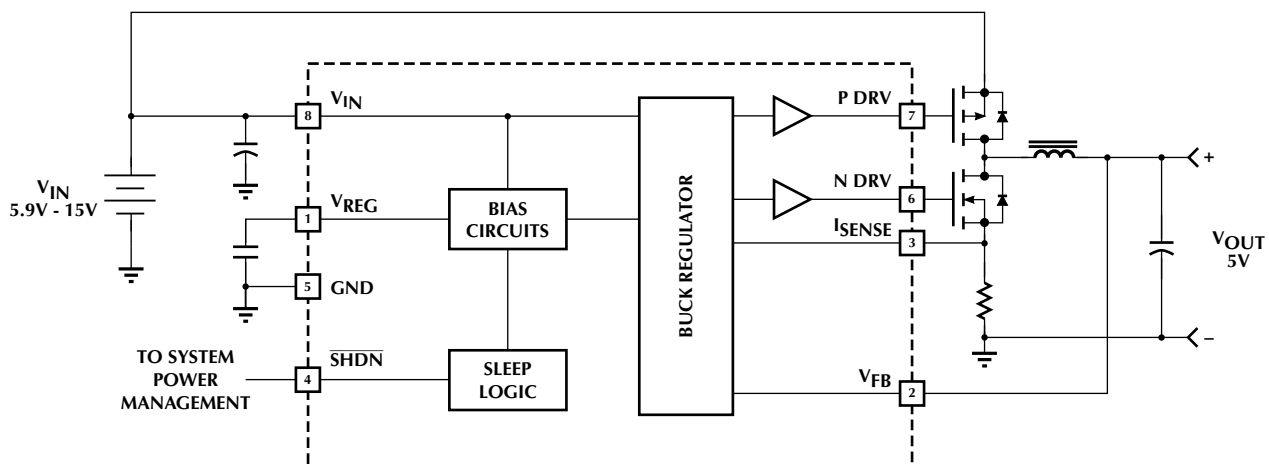 VIN
P DRV
8
7
VIN
5.9V - 15V
VREG
1
BIAS
CIRCUITS
N DRV
6
ISENSE
3
BUCK REGULATOR
+
VOUT
5V
5
GND
TO SYSTEM
POWER
MANAGEMENT
SHDN
4
SLEEP
LOGIC
VFB
2
−